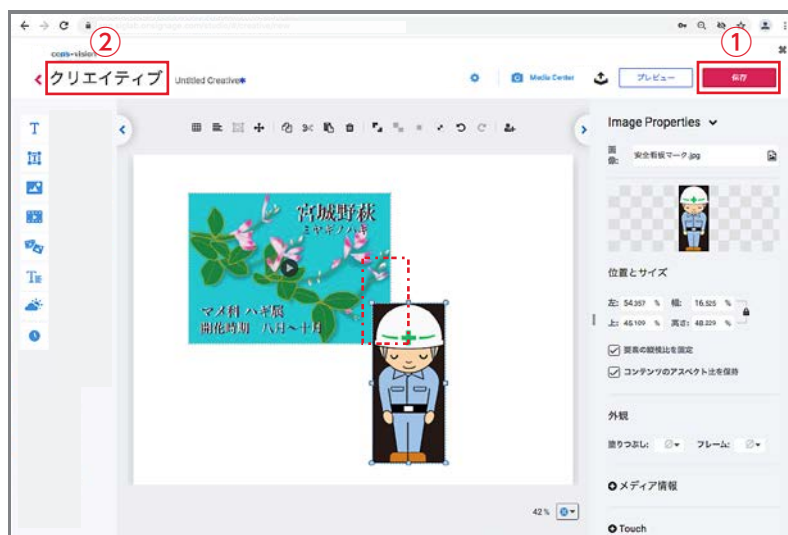 ②
①
クリエイティブ
Untitled Creative*
Media Center
プレビュー
保存
T
Image Properties
画像:
安全看板マーク.jpg
宮城野萩
ミヤギノハギ
マメ科 ハギ属
開花時期 八月~十月
位置とサイズ
左: 54.357 % 幅: 16.525 %
上: 48.109 % 高さ: 48.229 %
要素の縦横比を固定
コンテンツのアスペクト比を保持
外観
塗りつぶし: フレーム:
メディア情報
42 %
Touch